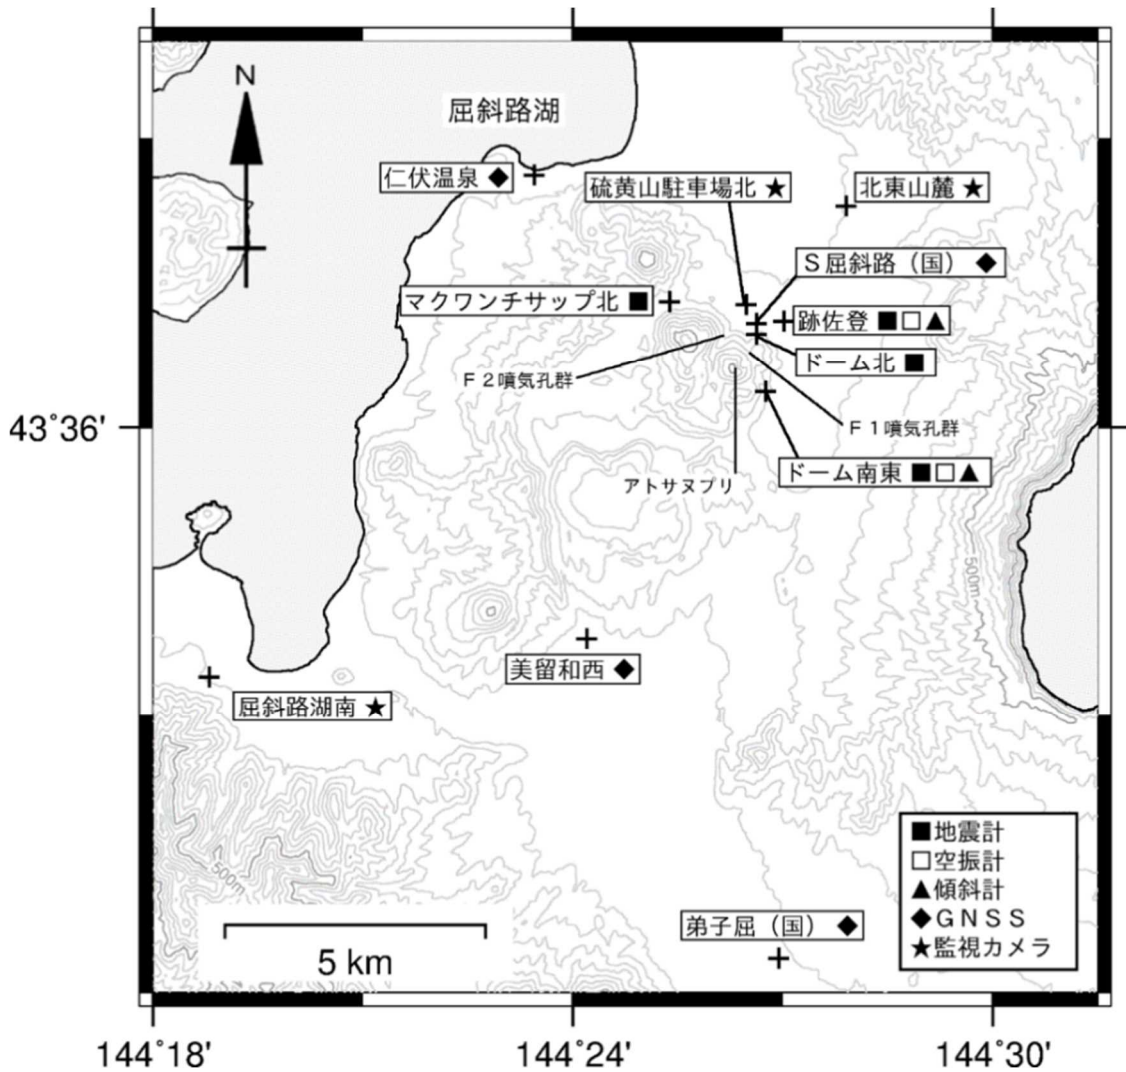 N
屈斜路湖
仁伏温泉 ◆
硫黄山駐車場北 ★
北東山麓 ★
S屈斜路（国） ◆
マクワンチサップ北 ■
跡佐登 ■□▲
ドーム北 ■
F2噴気孔群
F1噴気孔群
43°36'
ドーム南東 ■□▲
アトサヌプリ
500m
美留和西 ◆
屈斜路湖南 ★
500m
■地震計
□空振計
▲傾斜計
◆GNSS
★監視カメラ
弟子屈（国） ◆
5 km
144°18'
144°24'
144°30'